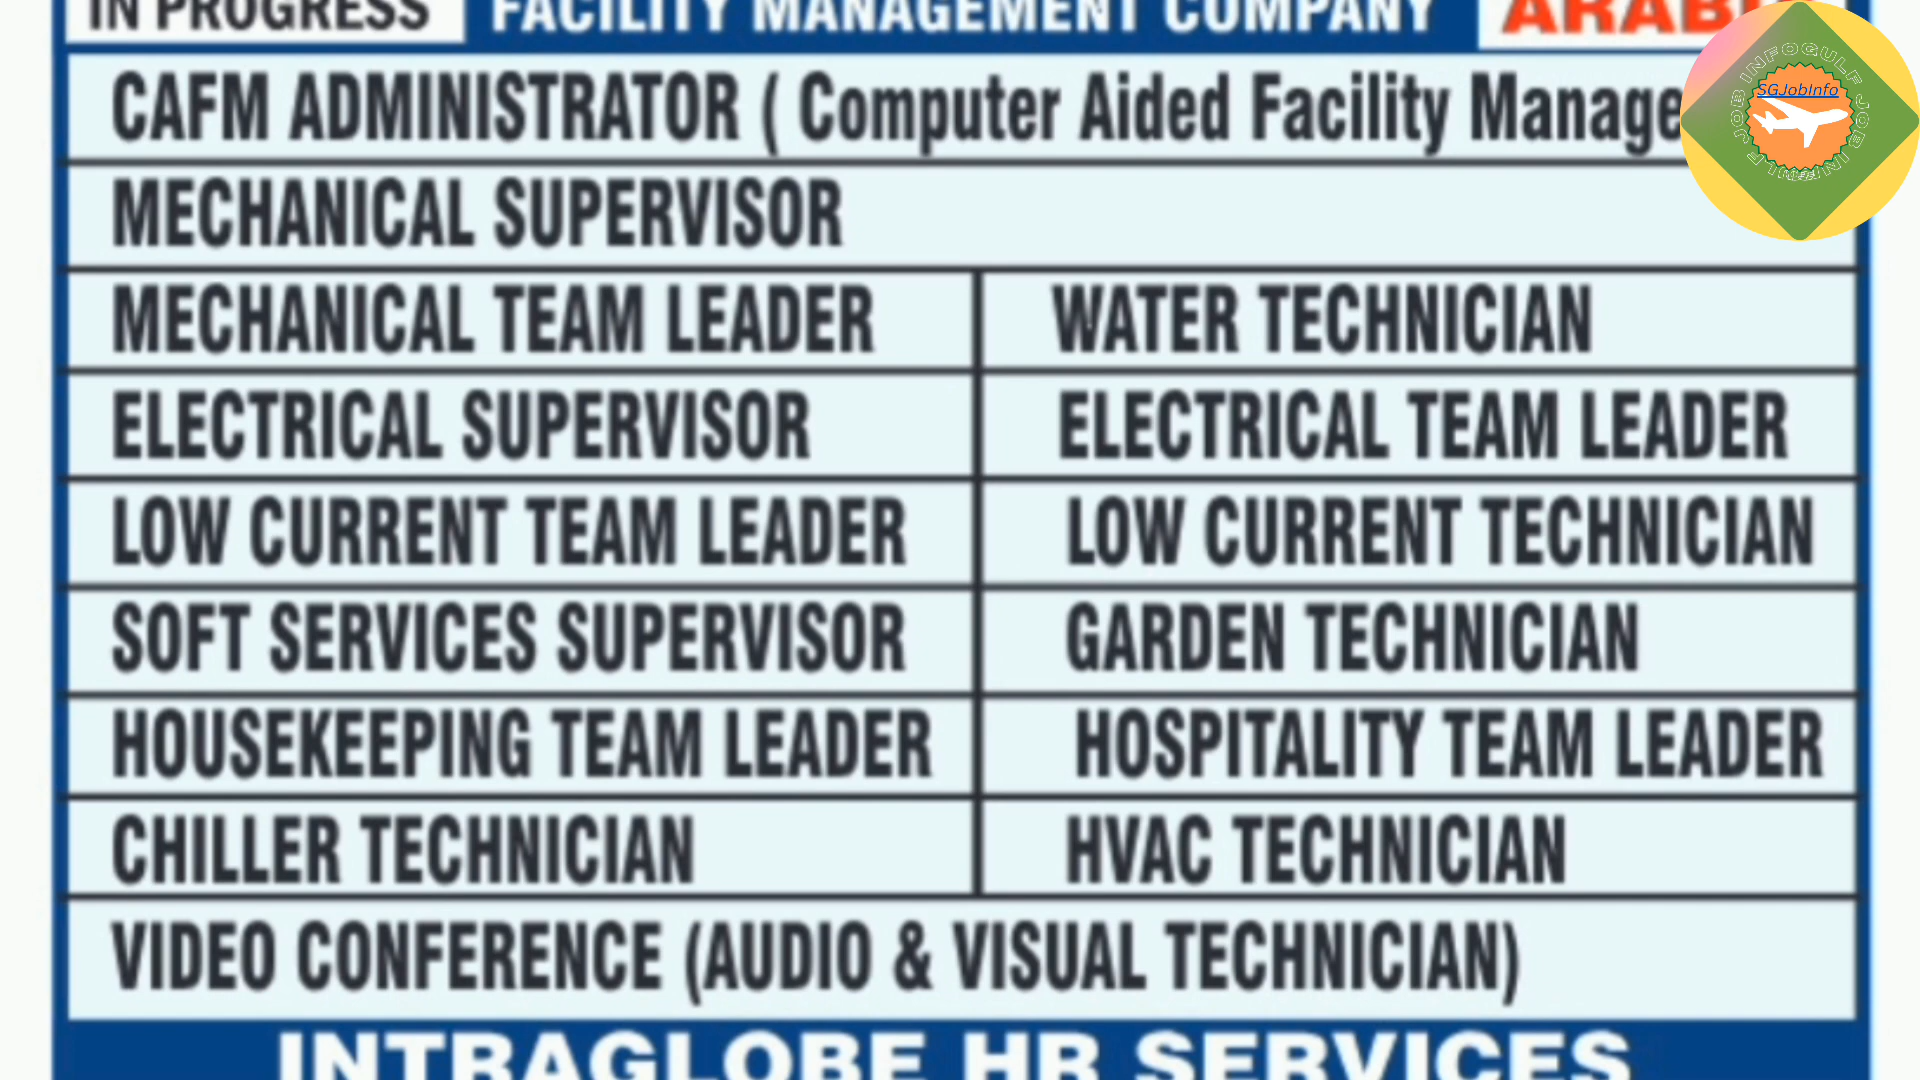 IN PROGRESS FACILITY MANAGEMENT COMPANY
CAFM ADMINISTRATOR ( Computer Aided Facility
MECHANICAL SUPERVISOR
MECHANICAL TEAM LEADER WATER TECHNICIAN
ELECTRICAL SUPERVISOR ELECTRICAL TEAM LEADER
LOW CURRENT TEAM LEADER LOW CURRENT TECHNICIAN
SOFT SERVICES SUPERVISOR GARDEN TECHNICIAN
HOUSEKEEPING TEAM LEADER HOSPITALITY TEAM LEADER
CHILLER TECHNICIAN HVAC TECHNICIAN
VIDEO CONFERENCE (AUDIO & VISUAL TECHNICIAN)
INTRAGLOBE HR SERVICES
SGJobInfo